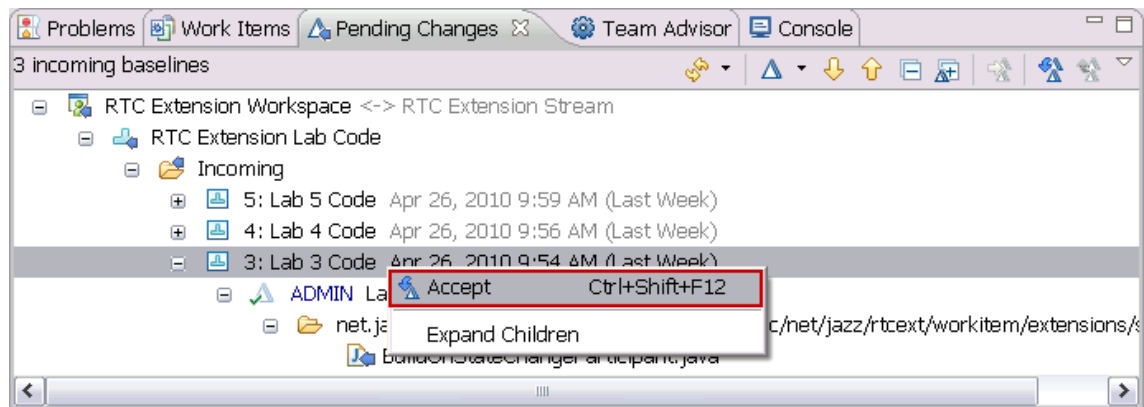 Problems Work Items Pending Changes Team Advisor Console
3 incoming baselines
RTC Extension Workspace <-> RTC Extension Stream
RTC Extension Lab Code
Incoming
5: Lab 5 Code Apr 26, 2010 9:59 AM (Last Week)
4: Lab 4 Code Apr 26, 2010 9:56 AM (Last Week)
3: Lab 3 Code Apr 26, 2010 9:54 AM (Last Week)
ADMIN La
Accept Ctrl+Shift+F12
net.ja c/net/jazz/rtcext/workitem/extensions/s
Expand Children
BuildOnStateChangeParticipant.java